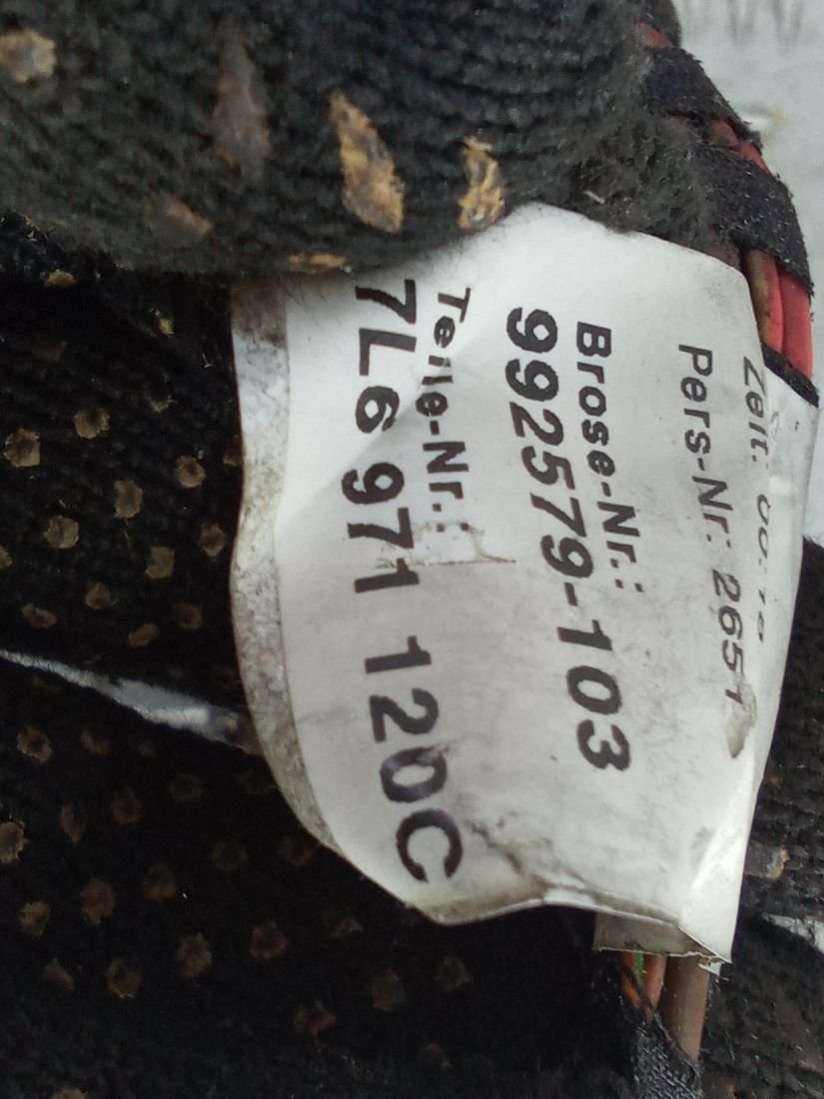 Pers-Nr: 2651
Brose-Nr.:
992579-103
Teile-Nr.:
7L6 971 120C